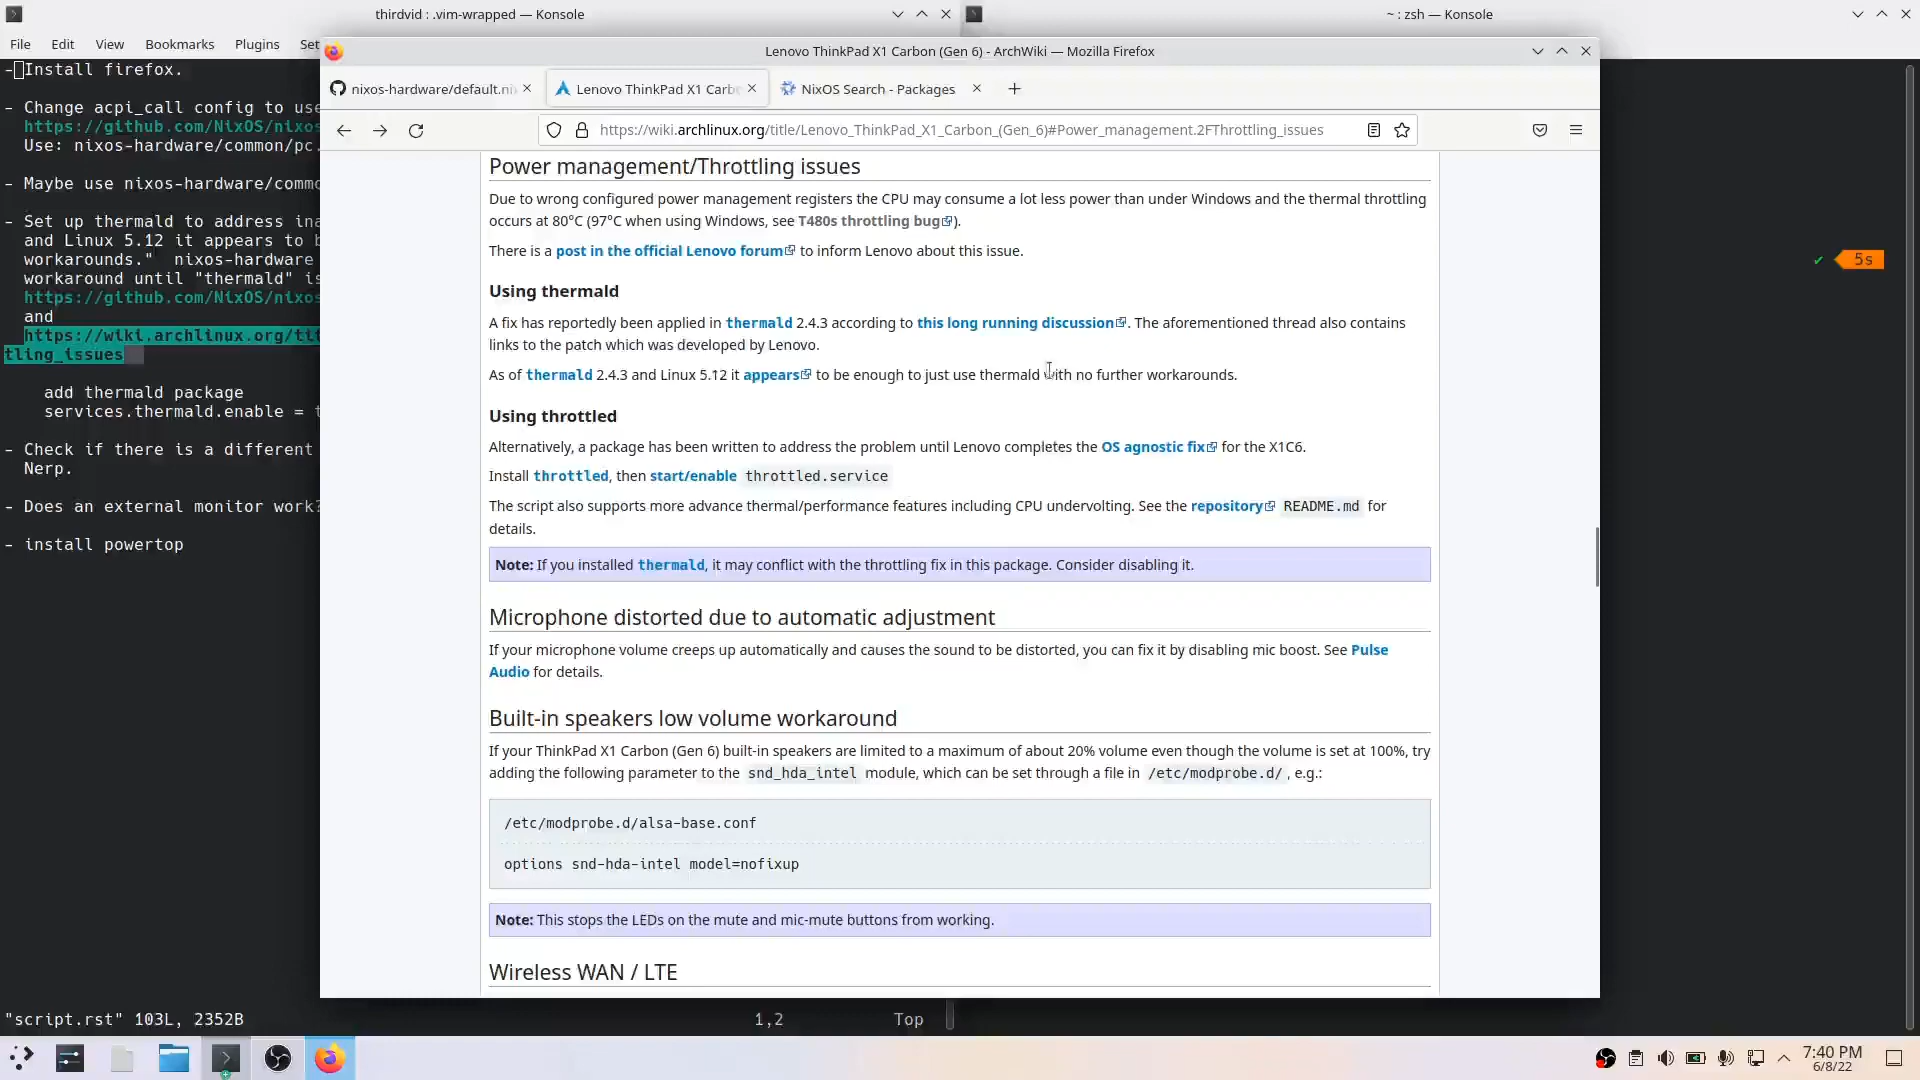 thirdvid : .vim-wrapped — Konsole
~ : zsh — Konsole
File Edit View Bookmarks Plugins Set
Lenovo ThinkPad X1 Carbon (Gen 6) - ArchWiki — Mozilla Firefox
nixos-hardware/default.ni
Lenovo ThinkPad X1 Carb
NixOS Search - Packages
https://wiki.archlinux.org/title/Lenovo_ThinkPad_X1_Carbon_(Gen_6)#Power_management.2FThrottling_issues
- Install firefox.
- Change acpi_call config to use
https://github.com/NixOS/nixos
Use: nixos-hardware/common/pc.
- Maybe use nixos-hardware/commo
- Set up thermald to address ina
and Linux 5.12 it appears to b
workarounds."  nixos-hardware
workaround until "thermald" is
https://github.com/NixOS/nixos
and
https://wiki.archlinux.org/tit
tling_issues
add thermald package
services.thermald.enable = t
- Check if there is a different
Nerp.
- Does an external monitor work?
- install powertop
"script.rst" 103L, 2352B
1,2
Top
Power management/Throttling issues
Due to wrong configured power management registers the CPU may consume a lot less power than under Windows and the thermal throttling
occurs at 80°C (97°C when using Windows, see T480s throttling bug).
There is a post in the official Lenovo forum to inform Lenovo about this issue.
Using thermald
A fix has reportedly been applied in thermald 2.4.3 according to this long running discussion. The aforementioned thread also contains
links to the patch which was developed by Lenovo.
As of thermald 2.4.3 and Linux 5.12 it appears to be enough to just use thermald with no further workarounds.
Using throttled
Alternatively, a package has been written to address the problem until Lenovo completes the OS agnostic fix for the X1C6.
Install throttled, then start/enable throttled.service
The script also supports more advance thermal/performance features including CPU undervolting. See the repository README.md for
details.
Note: If you installed thermald, it may conflict with the throttling fix in this package. Consider disabling it.
Microphone distorted due to automatic adjustment
If your microphone volume creeps up automatically and causes the sound to be distorted, you can fix it by disabling mic boost. See Pulse
Audio for details.
Built-in speakers low volume workaround
If your ThinkPad X1 Carbon (Gen 6) built-in speakers are limited to a maximum of about 20% volume even though the volume is set at 100%, try
adding the following parameter to the snd_hda_intel module, which can be set through a file in /etc/modprobe.d/ , e.g.:
/etc/modprobe.d/alsa-base.conf
options snd-hda-intel model=nofixup
Note: This stops the LEDs on the mute and mic-mute buttons from working.
Wireless WAN / LTE
✔ 5s
7:40 PM
6/8/22